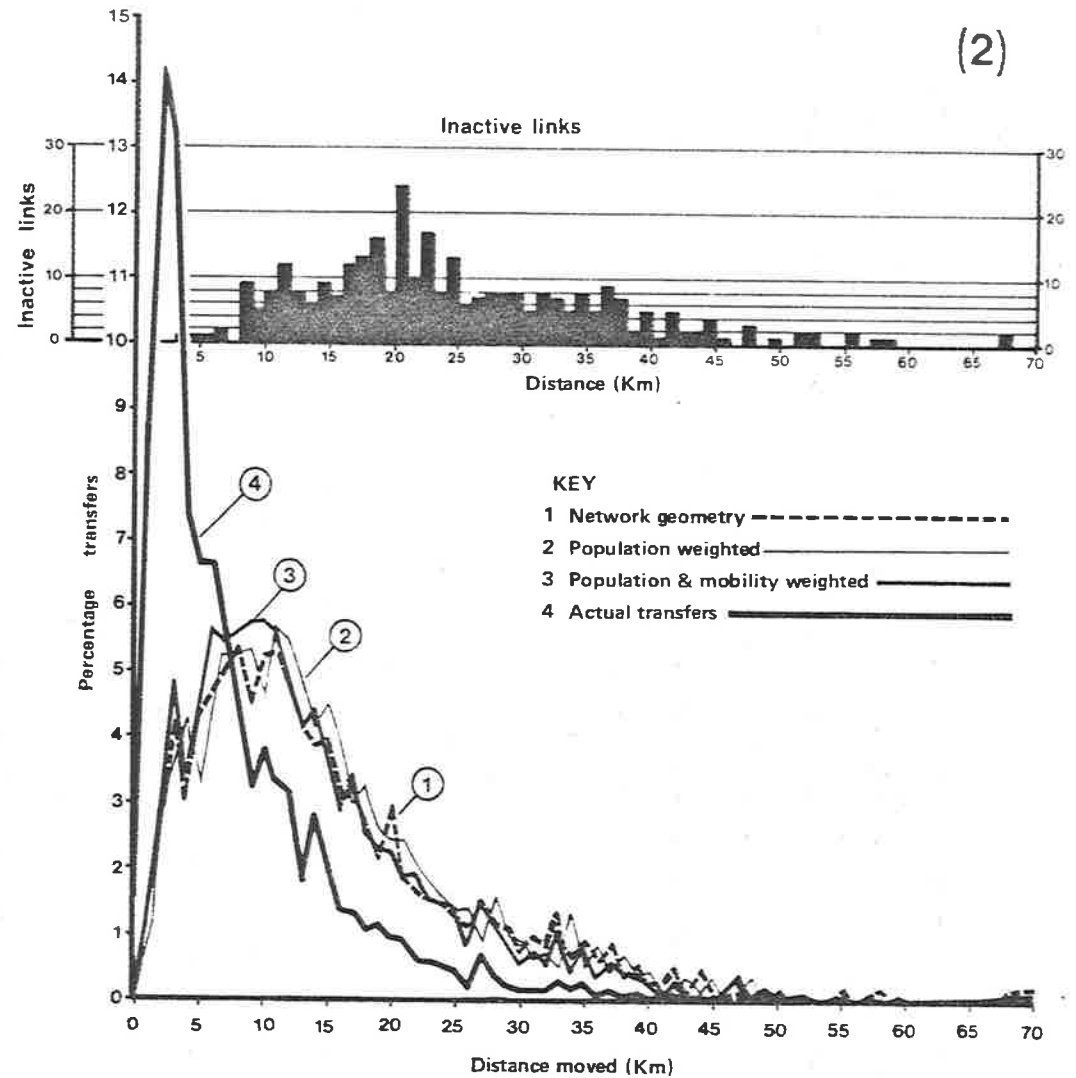 (2)
Inactive links
Inactive links
30
20
10
0
30
20
10
0
5 10 15 20 25 30 35 40 45 50 55 60 65 70
Distance (Km)
15
14
13
12
11
10
9
8
7
6
5
4
3
2
1
0
Percentage transfers
4
3
2
1
KEY
1 Network geometry
2 Population weighted
3 Population & mobility weighted
4 Actual transfers
0 5 10 15 20 25 30 35 40 45 50 55 60 65 70
Distance moved (Km)